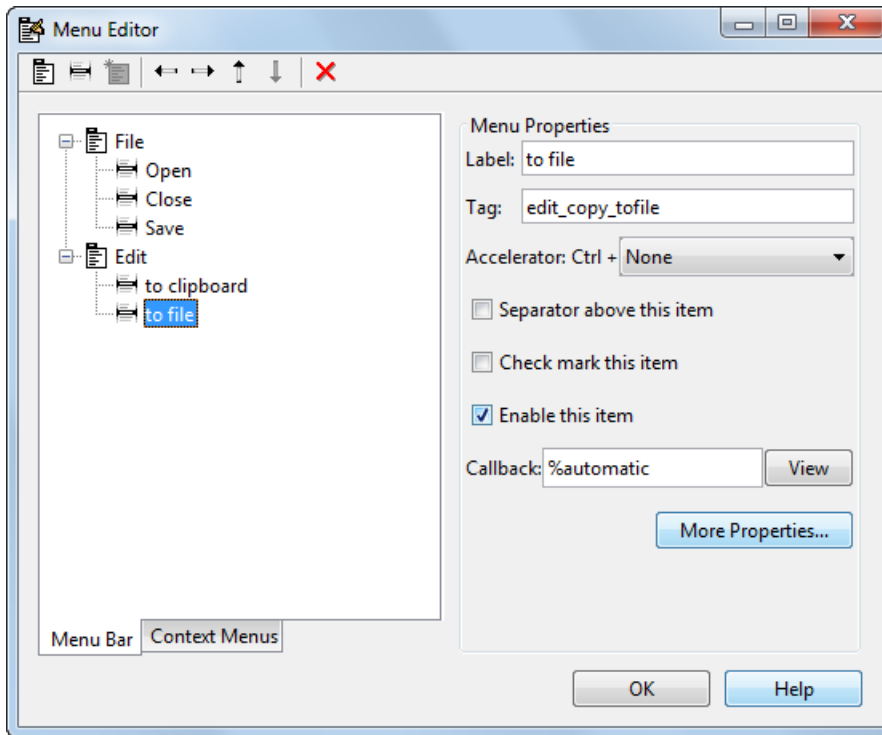 Menu Editor
File
Open
Close
Save
Edit
to clipboard
to file
Menu Bar
Context Menus
Menu Properties
Label: to file
Tag: edit_copy_tofile
Accelerator: Ctrl + None
Separator above this item
Check mark this item
Enable this item
Callback: %automatic View
More Properties...
OK Help